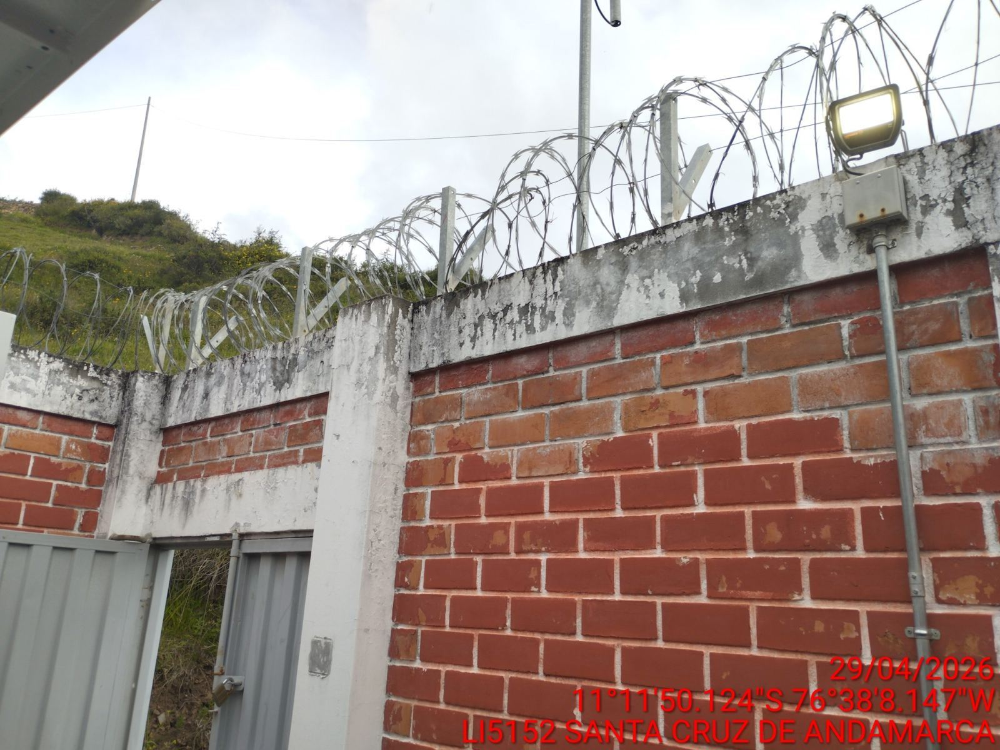 29/04/2026
11°11'50.124"S 76°38'8.147"W
LI5152 SANTA CRUZ DE ANDAMARCA